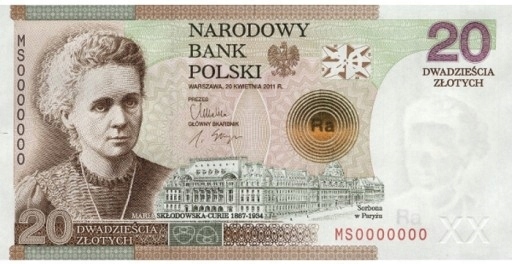 MS0000000
NARODOWY
BANK
POLSKI
WARSZAWA, 20 KWIETNIA 2011 R.
PREZES
GŁÓWNY SKARBNIK
20
DWADZIEŚCIA
ZŁOTYCH
Ra
MARIA SKŁODOWSKA-CURIE 1867-1934
Sorbona
w Paryżu
20
DWADZIEŚCIA
ZŁOTYCH
Ra
MS0000000
XX